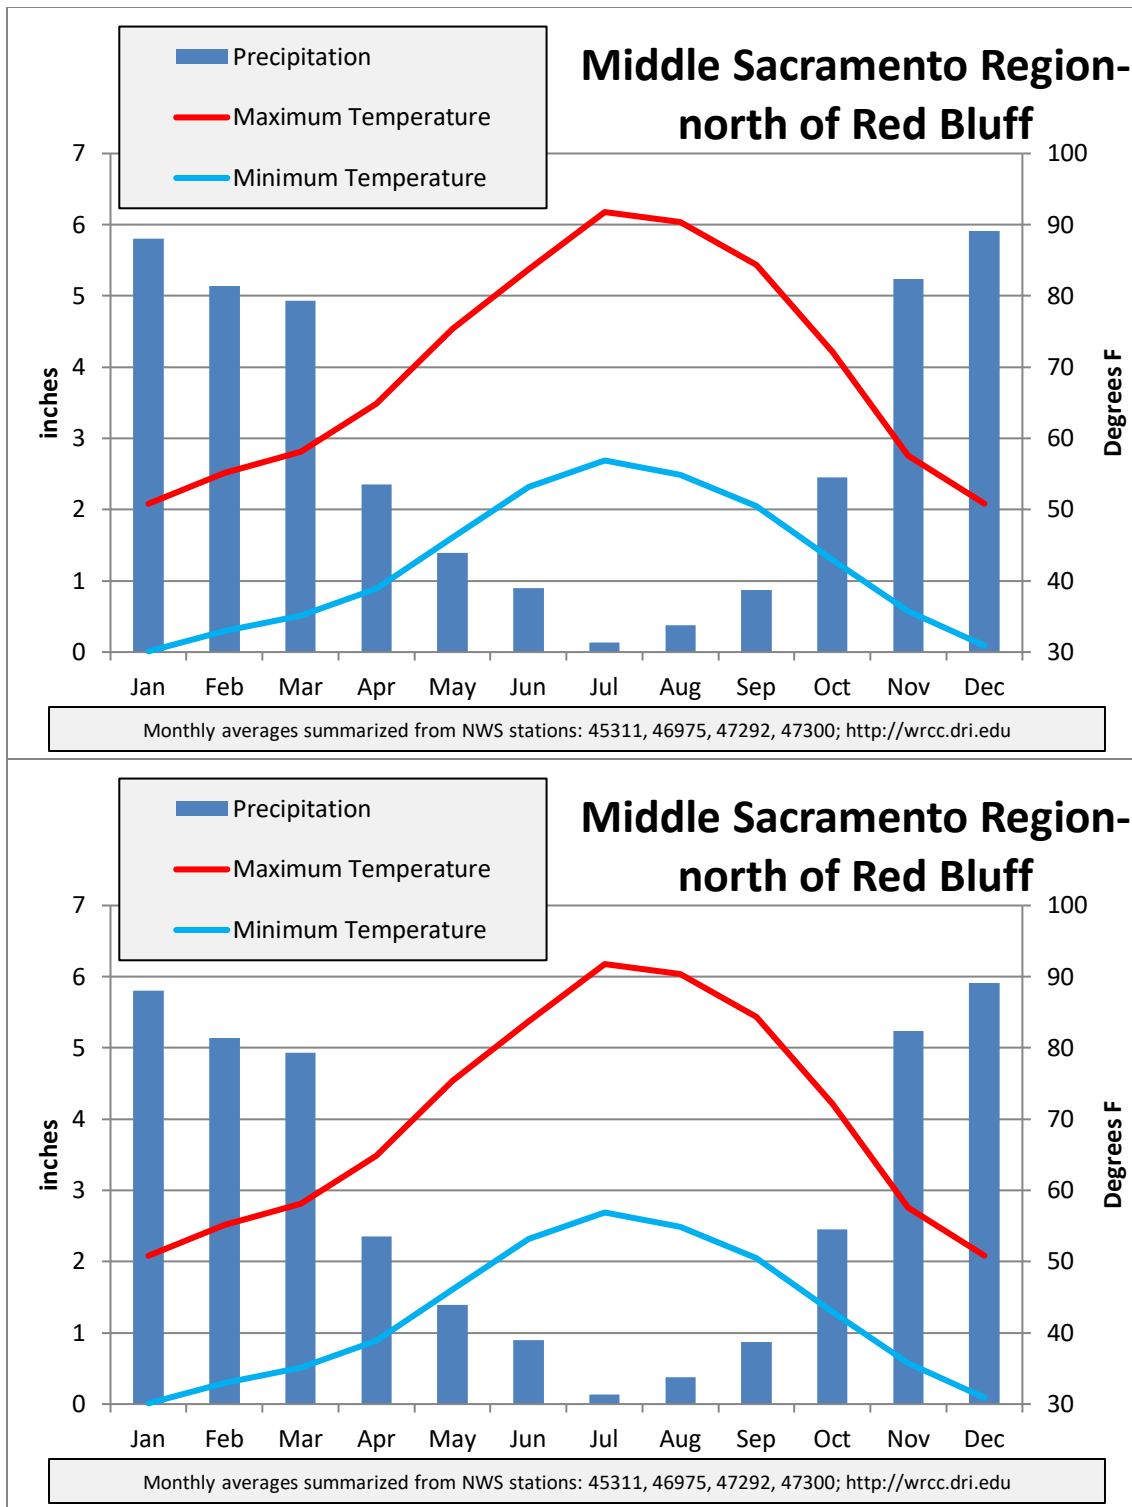 Precipitation
Maximum Temperature
Minimum Temperature
Middle Sacramento Region-
north of Red Bluff
7
6
5
4
3
2
1
0
inches
100
90
80
70
60
50
40
30
Degrees F
Jan Feb Mar Apr May Jun Jul Aug Sep Oct Nov Dec
Monthly averages summarized from NWS stations: 45311, 46975, 47292, 47300; http://wrcc.dri.edu
Precipitation
Maximum Temperature
Minimum Temperature
Middle Sacramento Region-
north of Red Bluff
7
6
5
4
3
2
1
0
inches
100
90
80
70
60
50
40
30
Degrees F
Jan Feb Mar Apr May Jun Jul Aug Sep Oct Nov Dec
Monthly averages summarized from NWS stations: 45311, 46975, 47292, 47300; http://wrcc.dri.edu